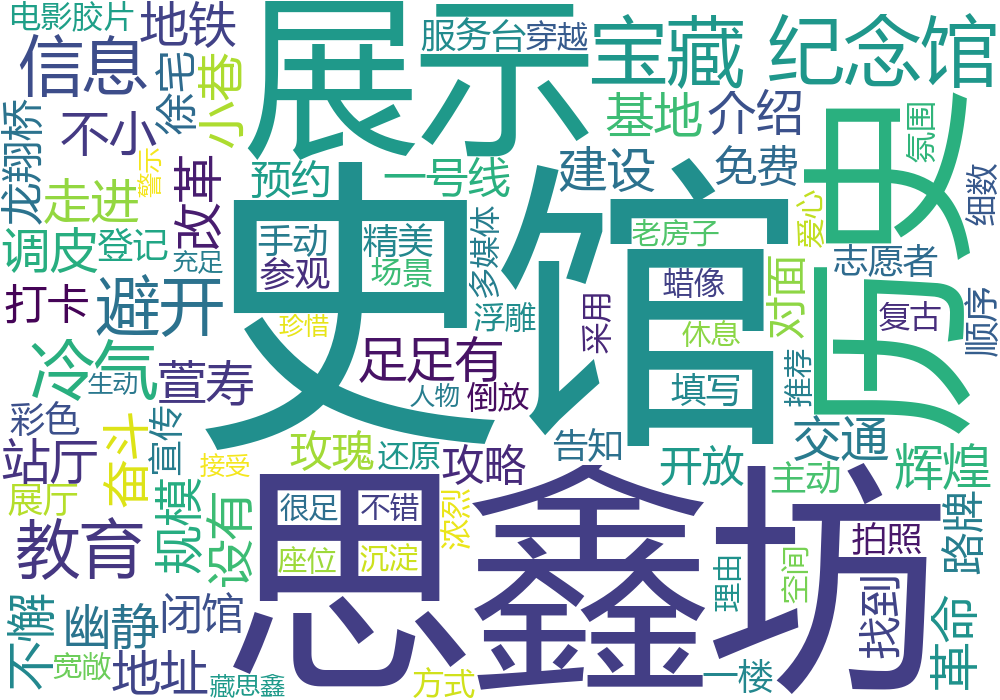 电影胶片
地铁
展示
服务台
穿越
宝藏
纪念馆
信息
徐宅
小巷
基地
介绍
历史
氛围
龙翔桥
不小
警示
改革
预约
一号线
建设
免费
细数
走进
史馆
爱心
调皮
登记
充足
手动
精美
多媒体
老房子
志愿者
参观
场景
蜡像
对面
打卡
避开
珍惜
浮雕
采用
休息
复古
顺序
冷气
生动
萱寿
足足有
人物
倒放
填写
推荐
彩色
宣传
玫瑰
还原
攻略
告知
开放
交通
站厅
奋斗
接受
主动
辉煌
展厅
规模
设有
思鑫坊
很足
不错
浓烈
路牌
教育
座位
沉淀
理由
空间
拍照
找到
不懈
幽静
闭馆
革命
宽敞
地址
藏思鑫
方式
一楼